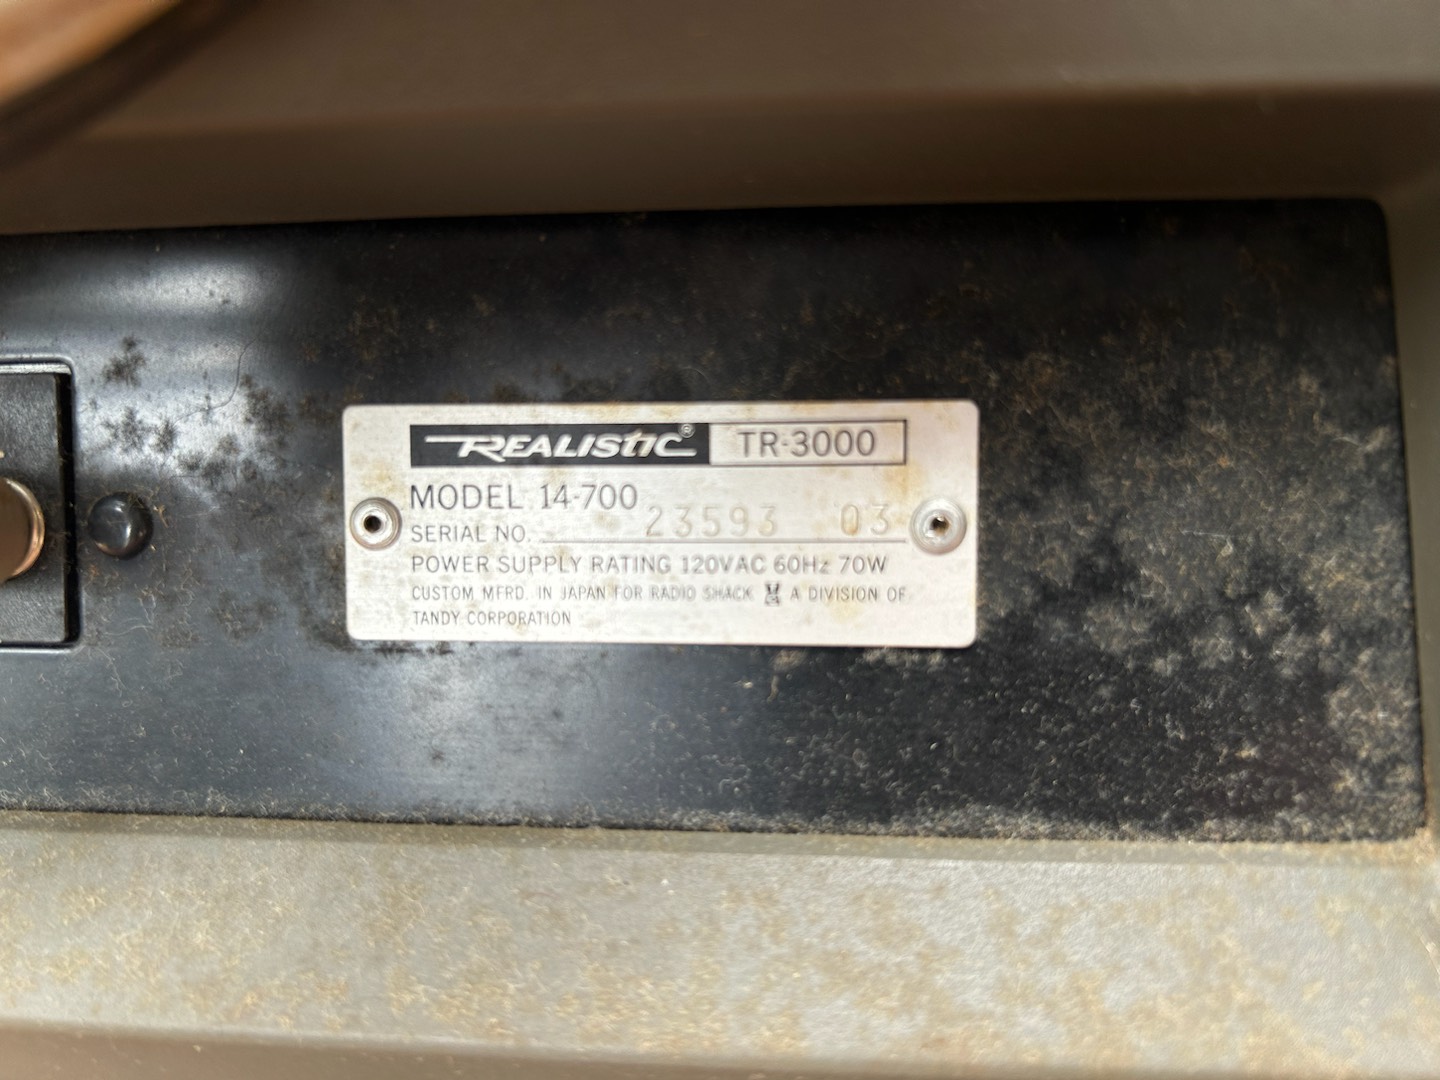 REALISTIC® TR-3000
MODEL 14-700
SERIAL NO. 23593 03
POWER SUPPLY RATING 120VAC 60Hz 70W
CUSTOM MFRD. IN JAPAN FOR RADIO SHACK A DIVISION OF
TANDY CORPORATION